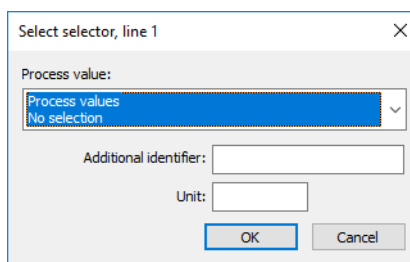 Select selector, line 1
Process value:
Process values
No selection
Additional identifier:
Unit:
OK Cancel